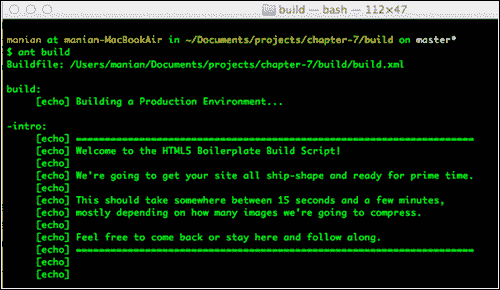 build — bash — 112×47
manian at manian-MacBookAir in ~/Documents/projects/chapter-7/build on master*
$ ant build
Buildfile: /Users/manian/Documents/projects/chapter-7/build/build.xml
build:
[echo] Building a Production Environment...
-intro:
[echo] ====================================================================
[echo] Welcome to the HTML5 Boilerplate Build Script!
[echo]
[echo] We're going to get your site all ship-shape and ready for prime time.
[echo]
[echo] This should take somewhere between 15 seconds and a few minutes,
[echo] mostly depending on how many images we're going to compress.
[echo]
[echo] Feel free to come back or stay here and follow along.
[echo] ====================================================================
[echo]
[echo]